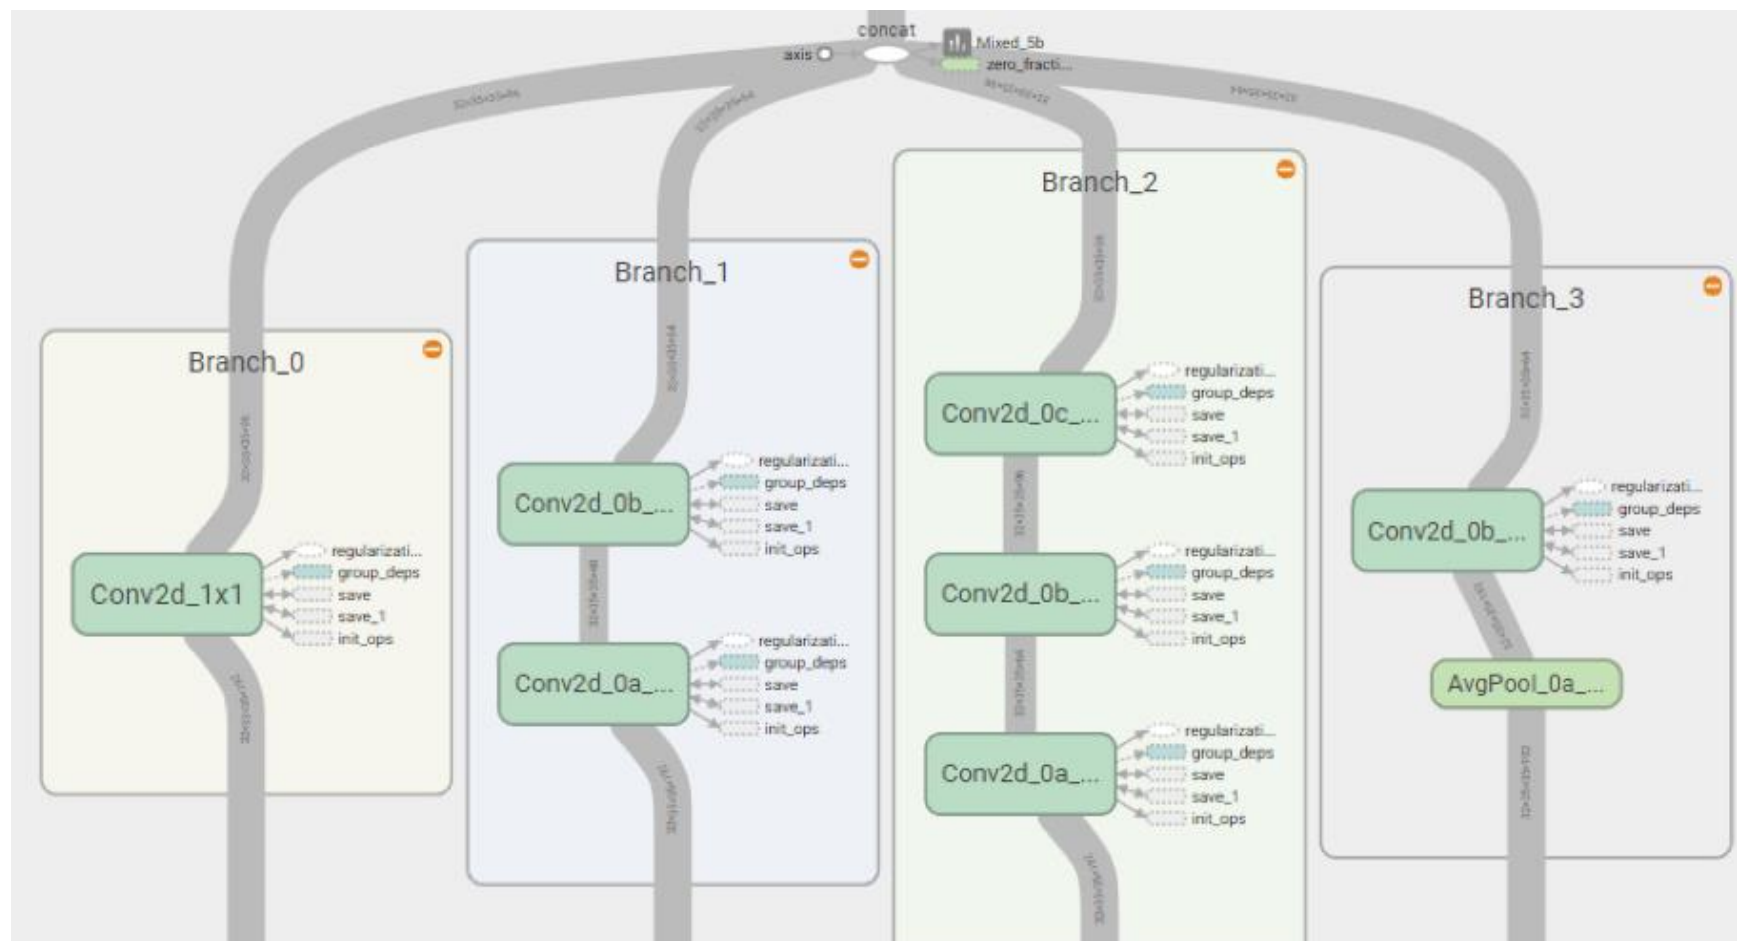 concat
axis
Mixed_5b
zero_fracti...
Branch_2
Branch_1
Branch_3
Branch_0
Conv2d_0c_...
regularizati...
group_deps
save
save_1
init_ops
Conv2d_0b_...
regularizati...
group_deps
save
save_1
init_ops
Conv2d_0b_...
regularizati...
group_deps
save
save_1
init_ops
Conv2d_1x1
regularizati...
group_deps
save
save_1
init_ops
Conv2d_0b_...
regularizati...
group_deps
save
save_1
init_ops
Conv2d_0a_...
regularizati...
group_deps
save
save_1
init_ops
AvgPool_0a_...
Conv2d_0a_...
regularizati...
group_deps
save
save_1
init_ops